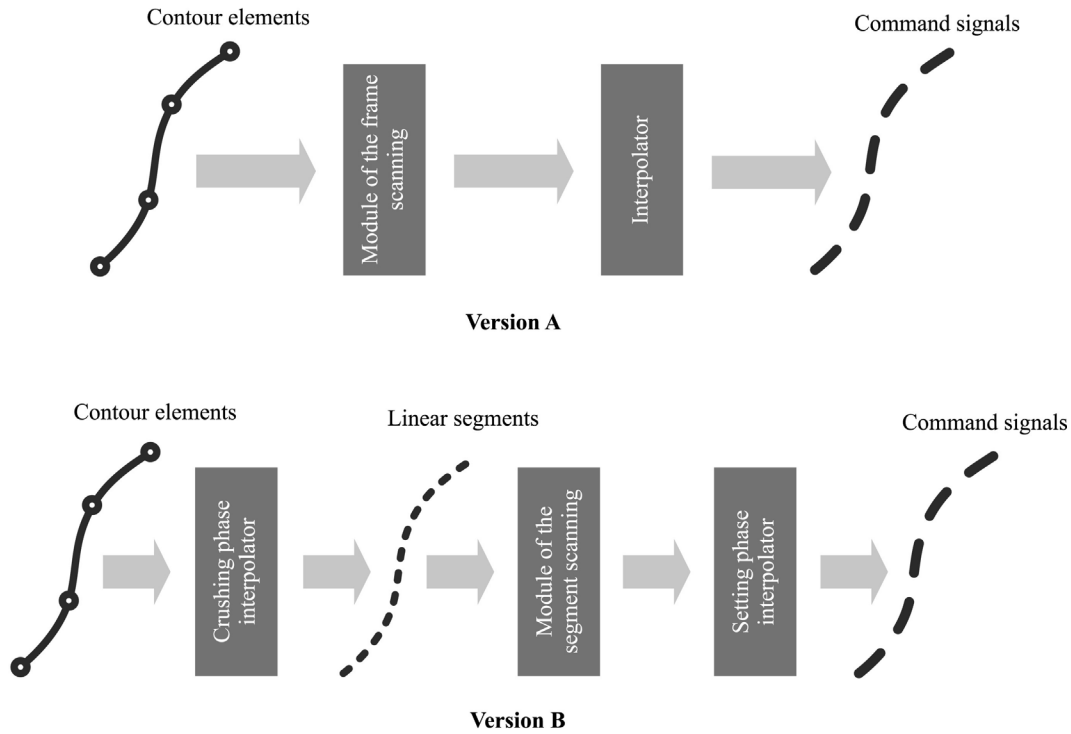 Contour elements
Command signals
Module of the frame
scanning
Interpolator
Version A
Contour elements
Linear segments
Command signals
Crushing phase
interpolator
Module of the
segment scanning
Setting phase
interpolator
Version B